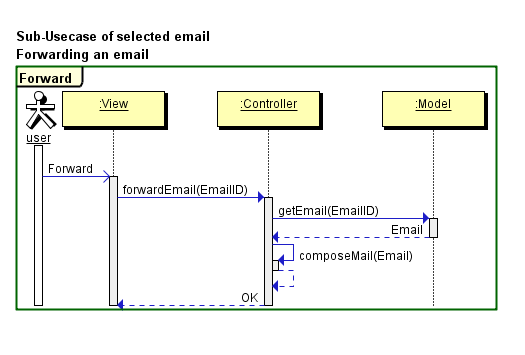 Sub-Usecase of selected email
Forwarding an email
Forward
:View
:Controller
:Model
user
Forward
forwardEmail(EmailID)
getEmail(EmailID)
Email
composeMail(Email)
OK